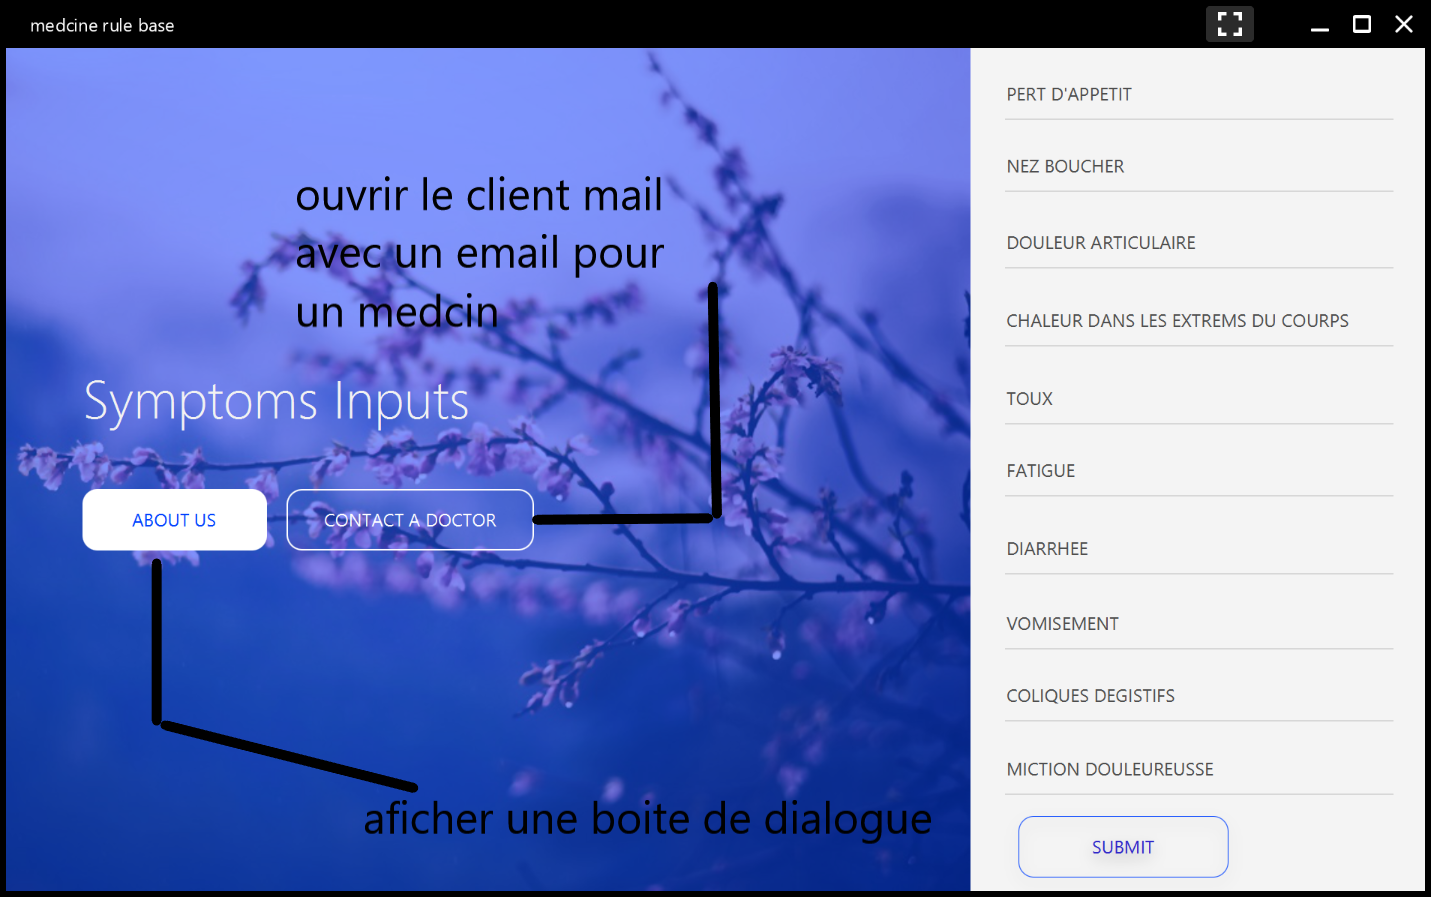 medcine rule base
ouvrir le client mail
avec un email pour
un medcin
Symptoms Inputs
ABOUT US
CONTACT A DOCTOR
aficher une boite de dialogue
PERT D'APPETIT
NEZ BOUCHER
DOULEUR ARTICULAIRE
CHALEUR DANS LES EXTREMS DU COURPS
TOUX
FATIGUE
DIARRHEE
VOMISEMENT
COLIQUES DEGISTIFS
MICTION DOULEUREUSSE
SUBMIT